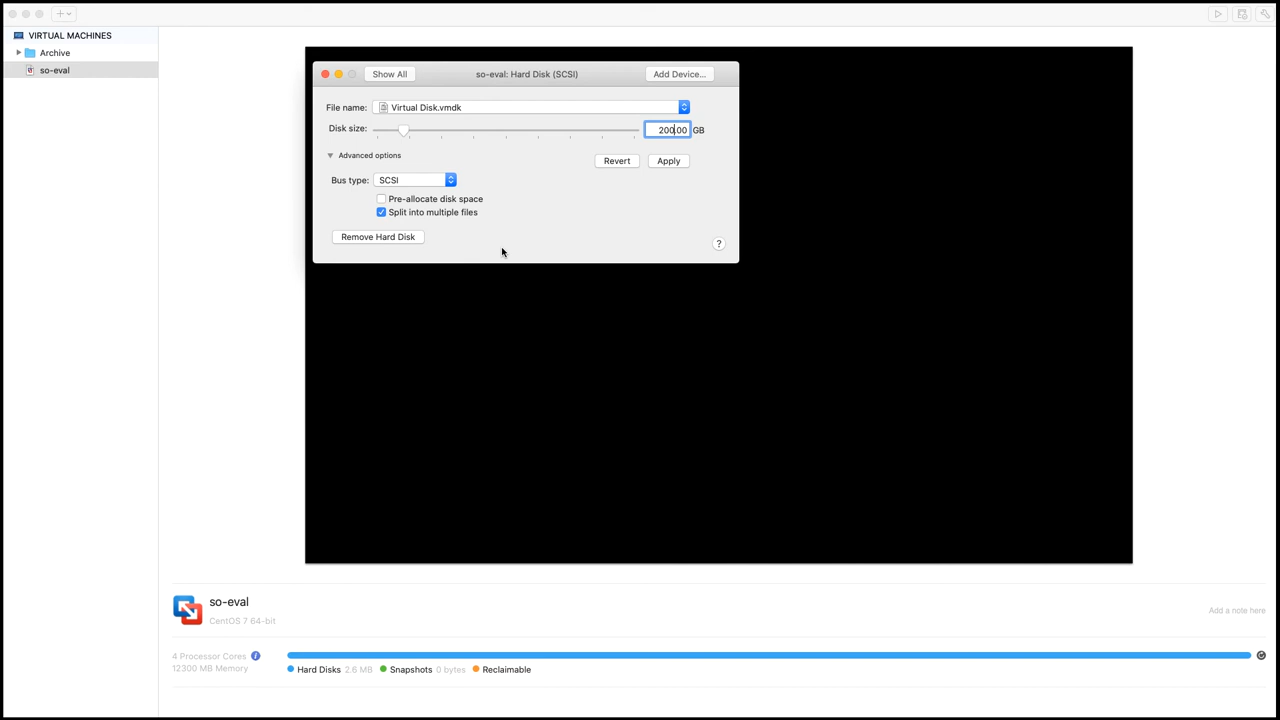 VIRTUAL MACHINES
Archive
so-eval
Show All
so-eval: Hard Disk (SCSI)
Add Device...
File name:
Virtual Disk.vmdk
Disk size:
200.00 GB
Advanced options
Revert
Apply
Bus type:
SCSI
Pre-allocate disk space
Split into multiple files
Remove Hard Disk
?
so-eval
CentOS 7 64-bit
Add a note here
4 Processor Cores
12300 MB Memory
Hard Disks 2.6 MB
Snapshots 0 bytes
Reclaimable